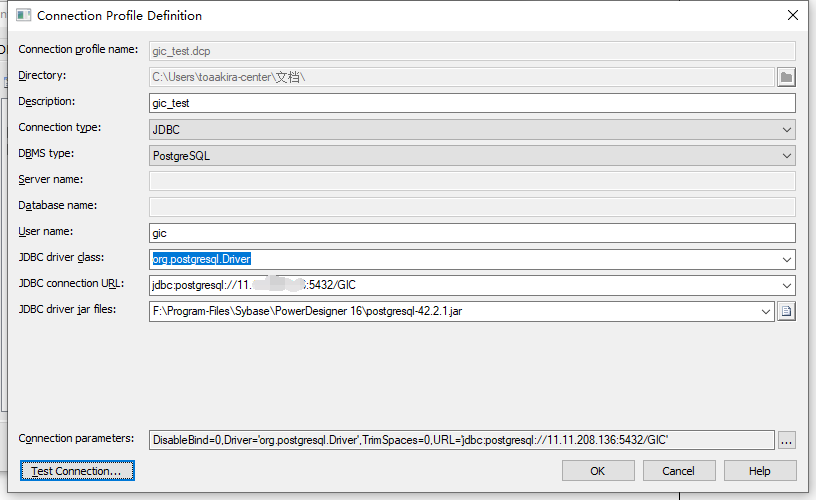 Connection Profile Definition
Connection profile name: gic_test.dcp
Directory: C:\Users\toaakira-center\文档\
Description: gic_test
Connection type: JDBC
DBMS type: PostgreSQL
Server name:
Database name:
User name: gic
JDBC driver class: org.postgresql.Driver
JDBC connection URL: jdbc:postgresql://11. :5432/GIC
JDBC driver jar files: F:\Program-Files\Sybase\PowerDesigner 16\postgresql-42.2.1.jar
Connection parameters: DisableBind=0,Driver='org.postgresql.Driver',TrimSpaces=0,URL='jdbc:postgresql://11.11.208.136:5432/GIC'
...
Test Connection... OK Cancel Help